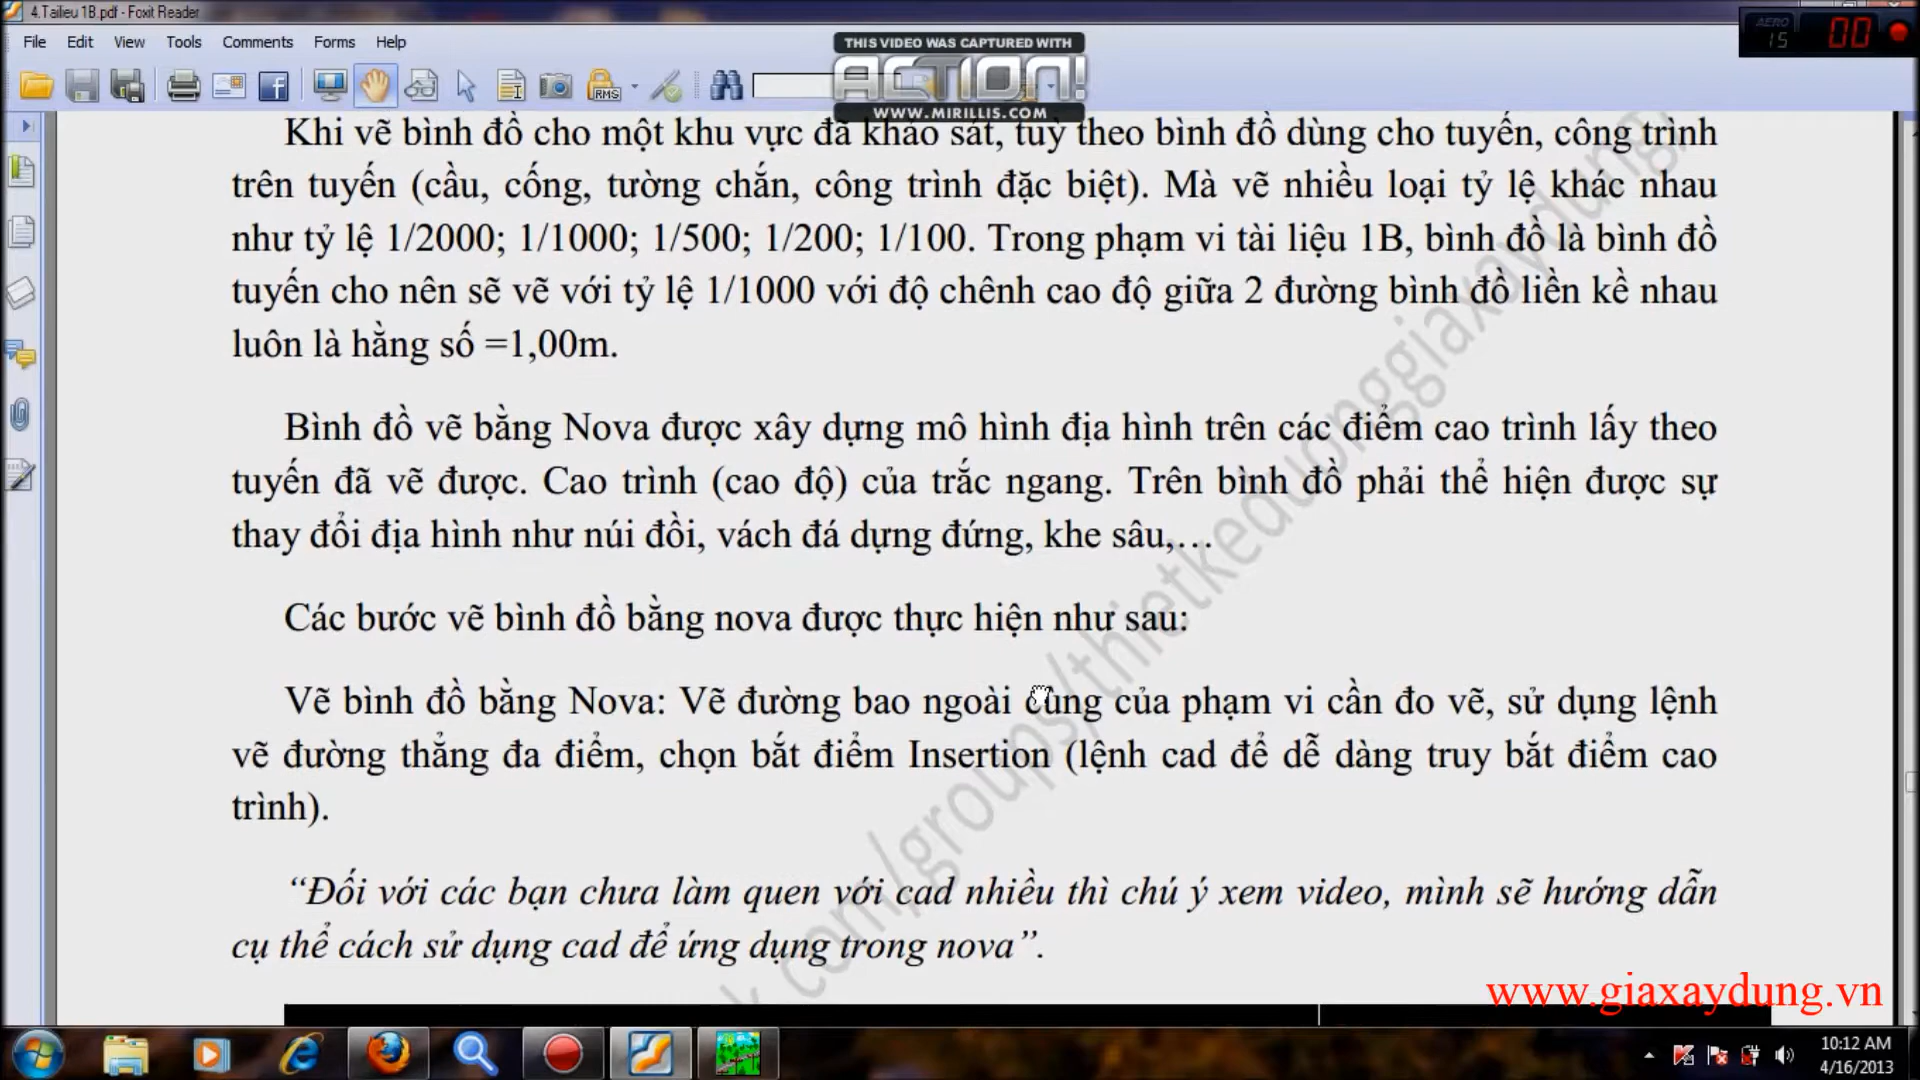 4.Tailieu 1B.pdf - Foxit Reader
File Edit View Tools Comments Forms Help
THIS VIDEO WAS CAPTURED WITH
ACTION!
WWW.MIRILLIS.COM
AERO
15
00
RMS
Khi vẽ bình đồ cho một khu vực đã khảo sát, tuỳ theo bình đồ dùng cho tuyến, công trình
trên tuyến (cầu, cống, tường chắn, công trình đặc biệt). Mà vẽ nhiều loại tỷ lệ khác nhau
như tỷ lệ 1/2000; 1/1000; 1/500; 1/200; 1/100. Trong phạm vi tài liệu 1B, bình đồ là bình đồ
tuyến cho nên sẽ vẽ với tỷ lệ 1/1000 với độ chênh cao độ giữa 2 đường bình đồ liền kề nhau
luôn là hằng số =1,00m.
Bình đồ vẽ bằng Nova được xây dựng mô hình địa hình trên các điểm cao trình lấy theo
tuyến đã vẽ được. Cao trình (cao độ) của trắc ngang. Trên bình đồ phải thể hiện được sự
thay đổi địa hình như núi đồi, vách đá dựng đứng, khe sâu,…
Các bước vẽ bình đồ bằng nova được thực hiện như sau:
Vẽ bình đồ bằng Nova: Vẽ đường bao ngoài cùng của phạm vi cần đo vẽ, sử dụng lệnh
vẽ đường thẳng đa điểm, chọn bắt điểm Insertion (lệnh cad để dễ dàng truy bắt điểm cao
trình).
“Đối với các bạn chưa làm quen với cad nhiều thì chú ý xem video, mình sẽ hướng dẫn
cụ thể cách sử dụng cad để ứng dụng trong nova”.
k.com/groups/thietkeduonggiaxaydung/
www.giaxaydung.vn
10:12 AM
4/16/2013